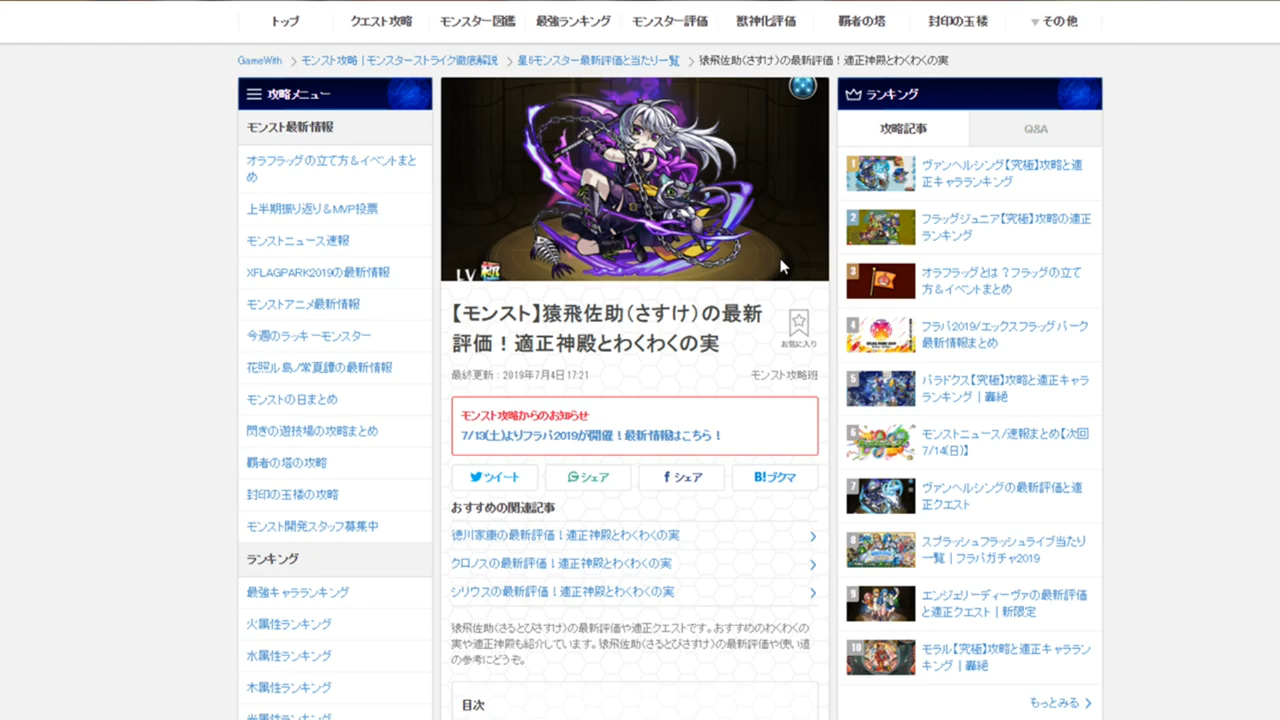 トップ
クエスト攻略
モンスター図鑑
最強ランキング
モンスター評価
獣神化評価
覇者の塔
封印の玉楼
▼その他
GameWith
モンスト攻略 | モンスターストライク徹底解説
星6モンスター最新評価と当たり一覧
猿飛佐助(さすけ)の最新評価！適正神殿とわくわくの実
攻略メニュー
モンスト最新情報
オラフラッグの立て方＆イベントまと
め
上半期振り返り＆MVP投票
モンストニュース速報
XFLAGPARK2019の最新情報
モンストアニメ最新情報
今週のラッキーモンスター
花照ル島ノ常夏譚の最新情報
モンストの日まとめ
閃きの遊技場の攻略まとめ
覇者の塔の攻略
封印の玉楼の攻略
モンスト開発スタッフ募集中
ランキング
最強キャラランキング
火属性ランキング
水属性ランキング
木属性ランキング
光属性ランキング
LV 極
【モンスト】猿飛佐助(さすけ)の最新
評価！適正神殿とわくわくの実
お気に入り
最終更新 : 2019年7月4日17:21
モンスト攻略班
モンスト攻略からのお知らせ
7/13(土)よりフラパ2019が開催！最新情報はこちら！
ツイート
シェア
シェア
B!ブクマ
おすすめの関連記事
徳川家康の最新評価！適正神殿とわくわくの実
クロノスの最新評価！適正神殿とわくわくの実
シリウスの最新評価！適正神殿とわくわくの実
猿飛佐助(さるとびさすけ)の最新評価や適正クエストです。おすすめのわくわくの
実や適正神殿も紹介しています。猿飛佐助(さるとびさすけ)の最新評価や使い道
の参考にどうぞ。
目次
ランキング
攻略記事
Q&A
1
ヴァンヘルシング【究極】攻略と適
正キャラランキング
2
フラッグジュニア【究極】攻略の適正
ランキング
3
オラフラッグとは？フラッグの立て
方＆イベントまとめ
4
フラパ2019/エックスフラッグパーク
最新情報まとめ
5
パラドクス【究極】攻略と適正キャラ
ランキング｜轟絶
6
モンストニュース/速報まとめ【次回
7/14(日)】
7
ヴァンヘルシングの最新評価と適
正クエスト
8
スプラッシュフラッシュライブ当たり
一覧｜フラパガチャ2019
9
エンジェリーディーヴァの最新評価
と適正クエスト｜新限定
10
モラル【究極】攻略と適正キャララン
キング｜轟絶
もっとみる